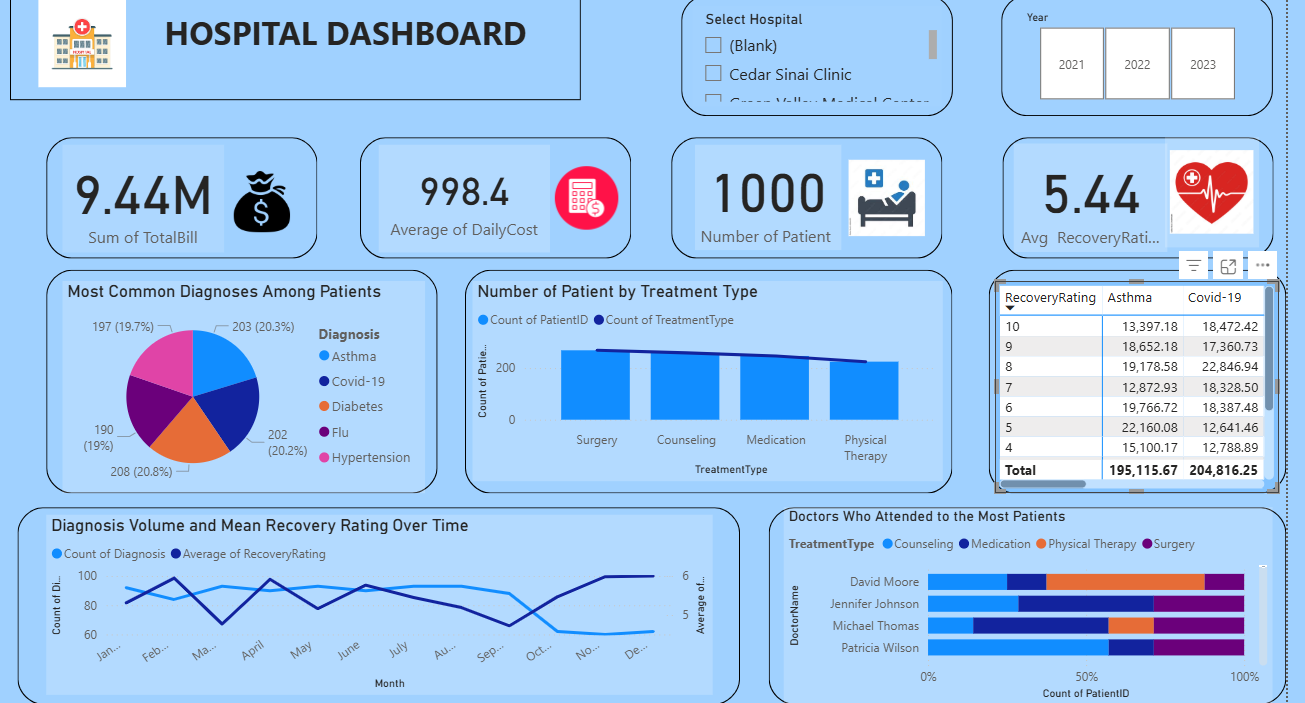 HOSPITAL DASHBOARD
Select Hospital
(Blank)
Cedar Sinai Clinic
Green Valley Medical Center
Year
2021 2022 2023
9.44M
Sum of TotalBill
998.4
Average of DailyCost
1000
Number of Patient
5.44
Avg RecoveryRati...
Most Common Diagnoses Among Patients
197 (19.7%)
203 (20.3%)
190
(19%)
202
(20.2%)
208 (20.8%)
Diagnosis
Asthma
Covid-19
Diabetes
Flu
Hypertension
Number of Patient by Treatment Type
Count of PatientID Count of TreatmentType
Count of Patie...
200
0
Surgery Counseling Medication Physical
Therapy
TreatmentType
RecoveryRating Asthma Covid-19
10 13,397.18 18,472.42
9 18,652.18 17,360.73
8 19,178.58 22,846.94
7 12,872.93 18,328.50
6 19,766.72 18,387.48
5 22,160.08 12,641.46
4 15,100.17 12,788.89
Total 195,115.67 204,816.25
Diagnosis Volume and Mean Recovery Rating Over Time
Count of Diagnosis Average of RecoveryRating
Count of Di...
100
80
60
6
5
Average of...
Jan... Feb... Ma... April May June July Au... Sep... Oct... No... De...
Month
Doctors Who Attended to the Most Patients
TreatmentType Counseling Medication Physical Therapy Surgery
DoctorName
David Moore
Jennifer Johnson
Michael Thomas
Patricia Wilson
0% 50% 100%
Count of PatientID